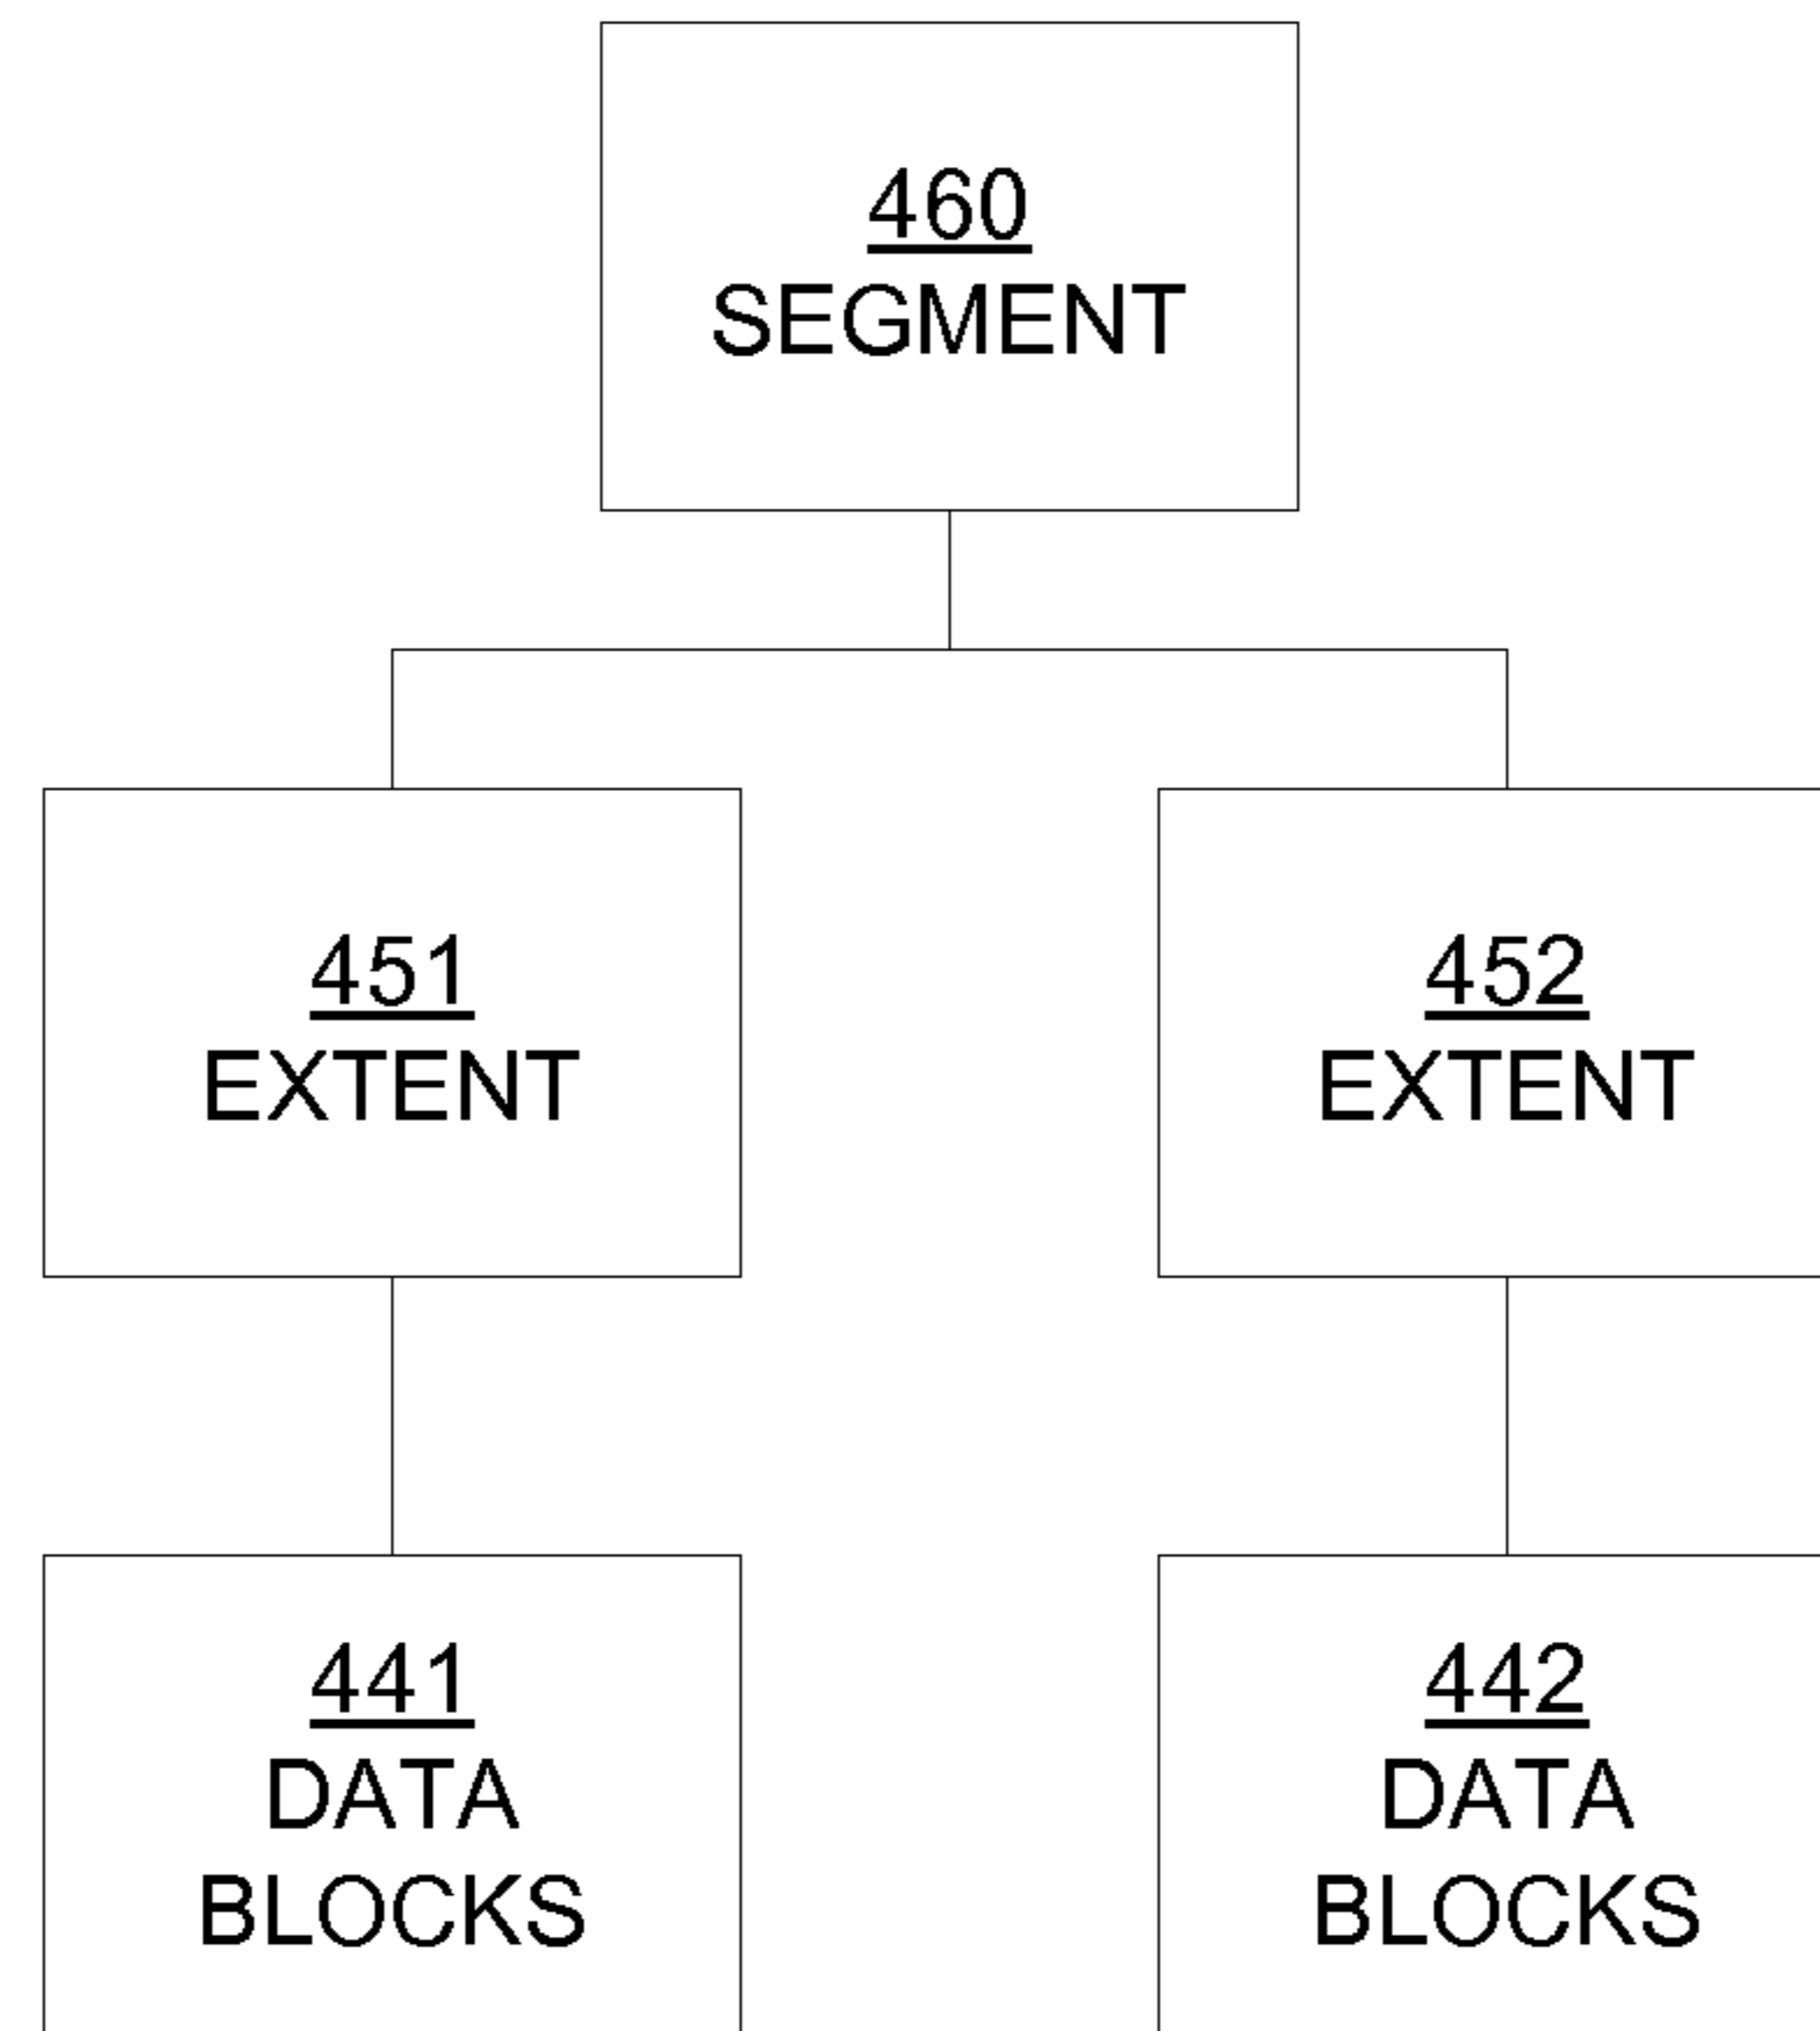 460
SEGMENT
451
EXTENT
452
EXTENT
441
DATA
BLOCKS
442
DATA
BLOCKS